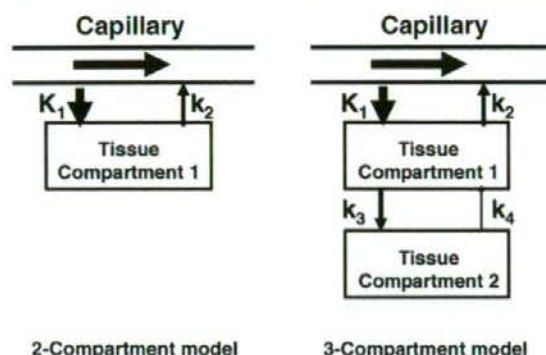 Capillary
K1
k2
Tissue
Compartment 1
2-Compartment model
Capillary
K1
k2
Tissue
Compartment 1
k3
k4
Tissue
Compartment 2
3-Compartment model